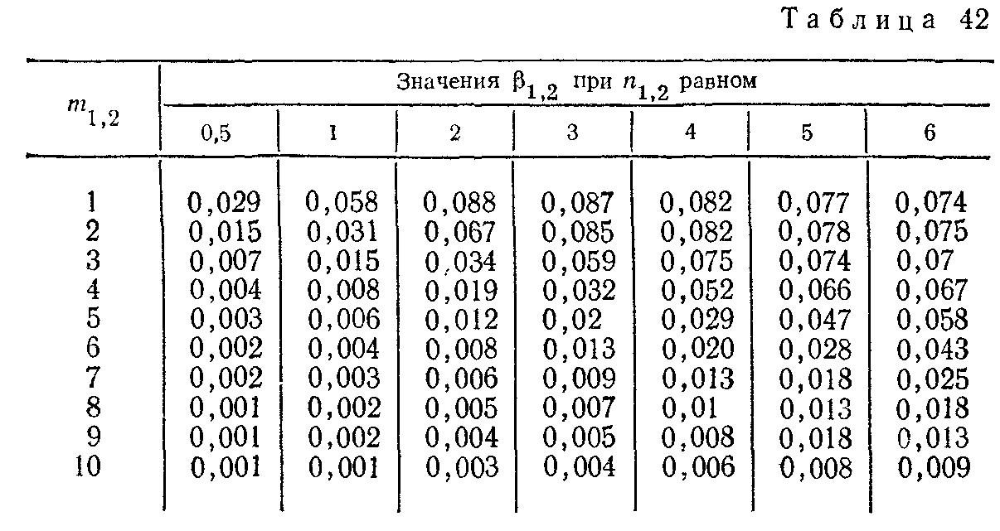 Таблица 42
Значения β1,2 при n1,2 равном
m1,2
0,5 1 2 3 4 5 6
1 0,029 0,058 0,088 0,087 0,082 0,077 0,074
2 0,015 0,031 0,067 0,085 0,082 0,078 0,075
3 0,007 0,015 0,034 0,059 0,075 0,074 0,07
4 0,004 0,008 0,019 0,032 0,052 0,066 0,067
5 0,003 0,006 0,012 0,02 0,029 0,047 0,058
6 0,002 0,004 0,008 0,013 0,020 0,028 0,043
7 0,002 0,003 0,006 0,009 0,013 0,018 0,025
8 0,001 0,002 0,005 0,007 0,01 0,013 0,018
9 0,001 0,002 0,004 0,005 0,008 0,018 0,013
10 0,001 0,001 0,003 0,004 0,006 0,008 0,009